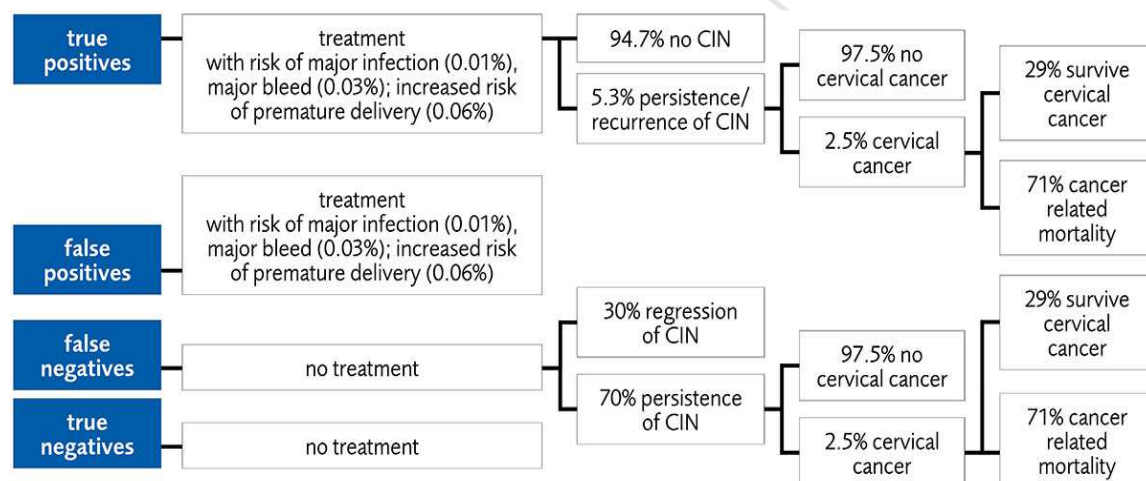 true
positives
treatment
with risk of major infection (0.01%),
major bleed (0.03%); increased risk
of premature delivery (0.06%)
94.7% no CIN
5.3% persistence/
recurrence of CIN
97.5% no
cervical cancer
2.5% cervical
cancer
29% survive
cervical
cancer
71% cancer
related
mortality
false
positives
treatment
with risk of major infection (0.01%),
major bleed (0.03%); increased risk
of premature delivery (0.06%)
false
negatives
no treatment
30% regression
of CIN
70% persistence
of CIN
97.5% no
cervical cancer
2.5% cervical
cancer
29% survive
cervical
cancer
71% cancer
related
mortality
true
negatives
no treatment